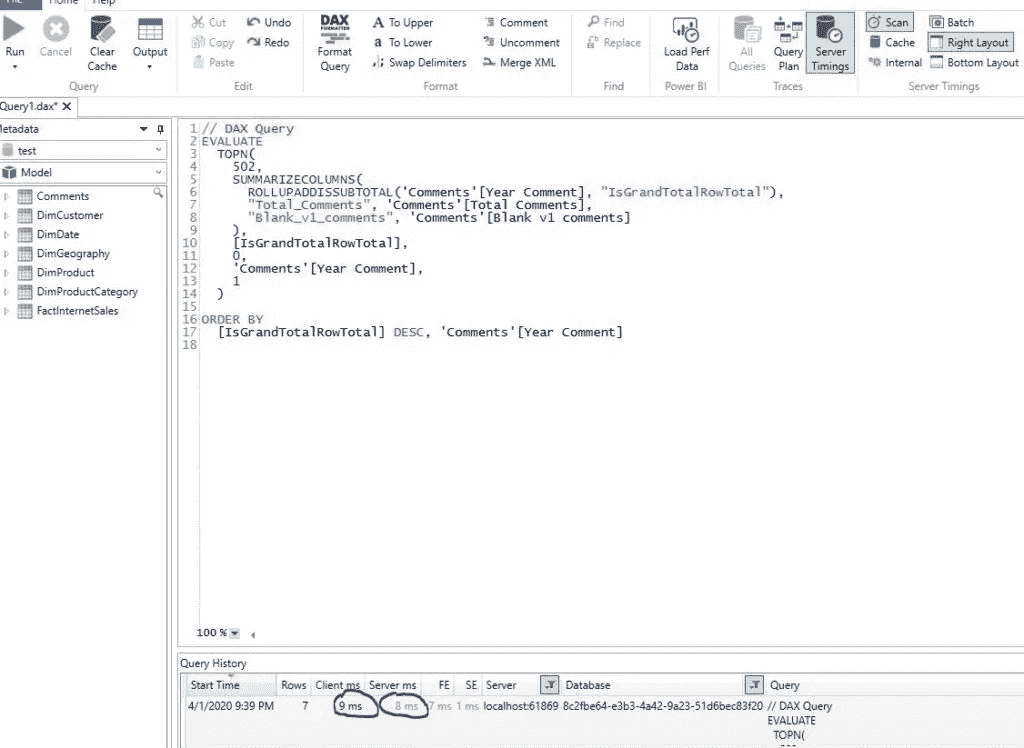 File Home Help
Run
Cancel
Clear Cache
Output
Cut
Copy
Paste
Undo
Redo
DAX FORMATTER
Format Query
To Upper
To Lower
Swap Delimiters
Comment
Uncomment
Merge XML
Find
Replace
Load Perf Data
All Queries
Query Plan
Server Timings
Scan
Cache
Internal
Batch
Right Layout
Bottom Layout
Query Edit Format Find Power BI Traces Server Timings
Query1.dax*
Metadata
test
Model
Comments
DimCustomer
DimDate
DimGeography
DimProduct
DimProductCategory
FactInternetSales
1 // DAX Query
2 EVALUATE
3 TOPN(
4 502,
5 SUMMARIZECOLUMNS(
6 ROLLUPADDISSUBTOTAL('Comments'[Year Comment], "IsGrandTotalRowTotal"),
7 "Total_Comments", 'Comments'[Total Comments],
8 "Blank_v1_comments", 'Comments'[Blank v1 comments]
9 ),
10 [IsGrandTotalRowTotal],
11 0,
12 'Comments'[Year Comment],
13 1
14 )
15
16 ORDER BY
17 [IsGrandTotalRowTotal] DESC, 'Comments'[Year Comment]
18
100 %
Query History
Start Time Rows Client ms Server ms FE SE Server Database Query
4/1/2020 9:39 PM 7 9 ms 8 ms 7 ms 1 ms localhost:61869 8c2fbe64-e3b3-4a42-9a23-51d6bec83f20 // DAX Query
EVALUATE
TOPN(